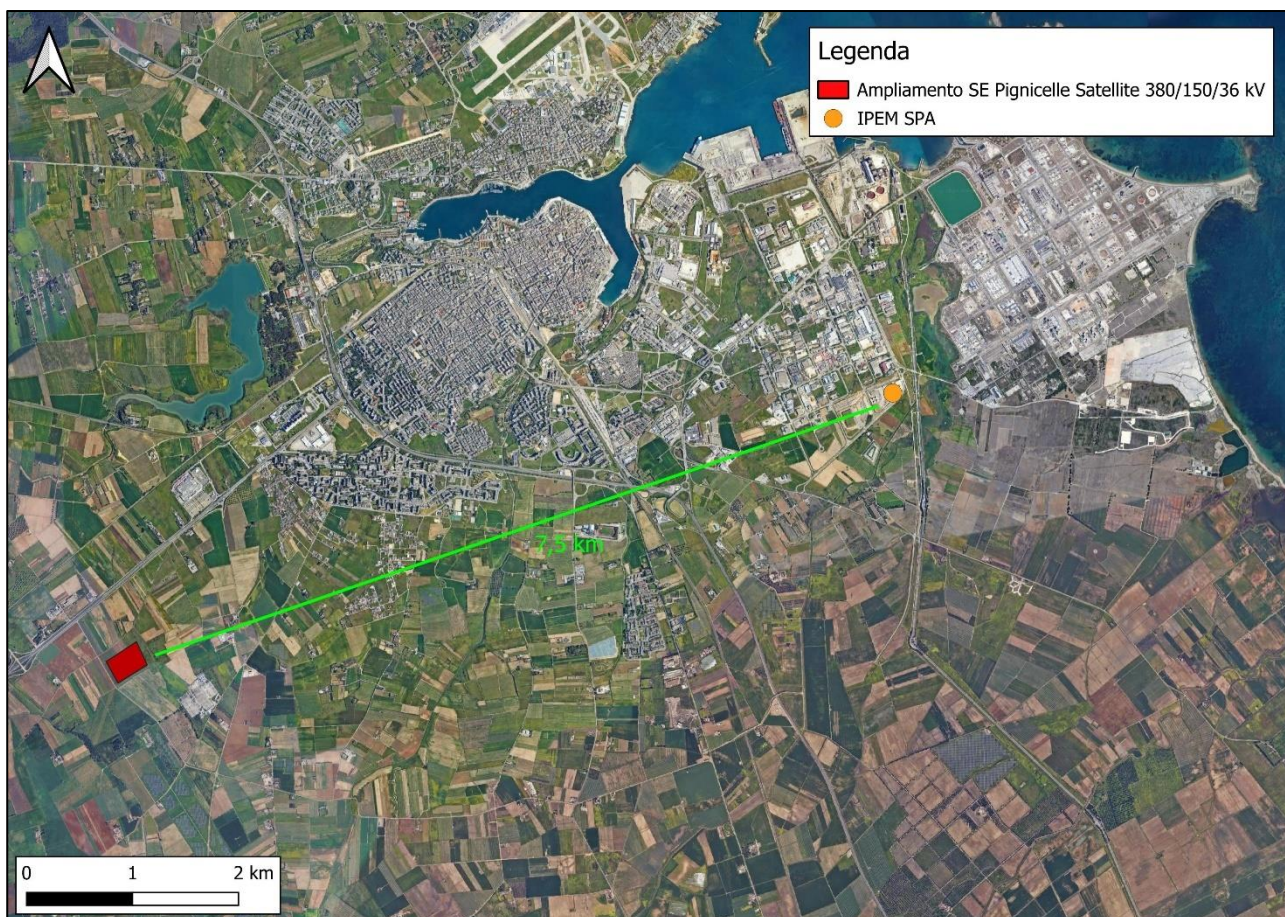 Legenda
Ampliamento SE Pignicelle Satellite 380/150/36 kV
IPEM SPA
7,5 km
0 1 2 km